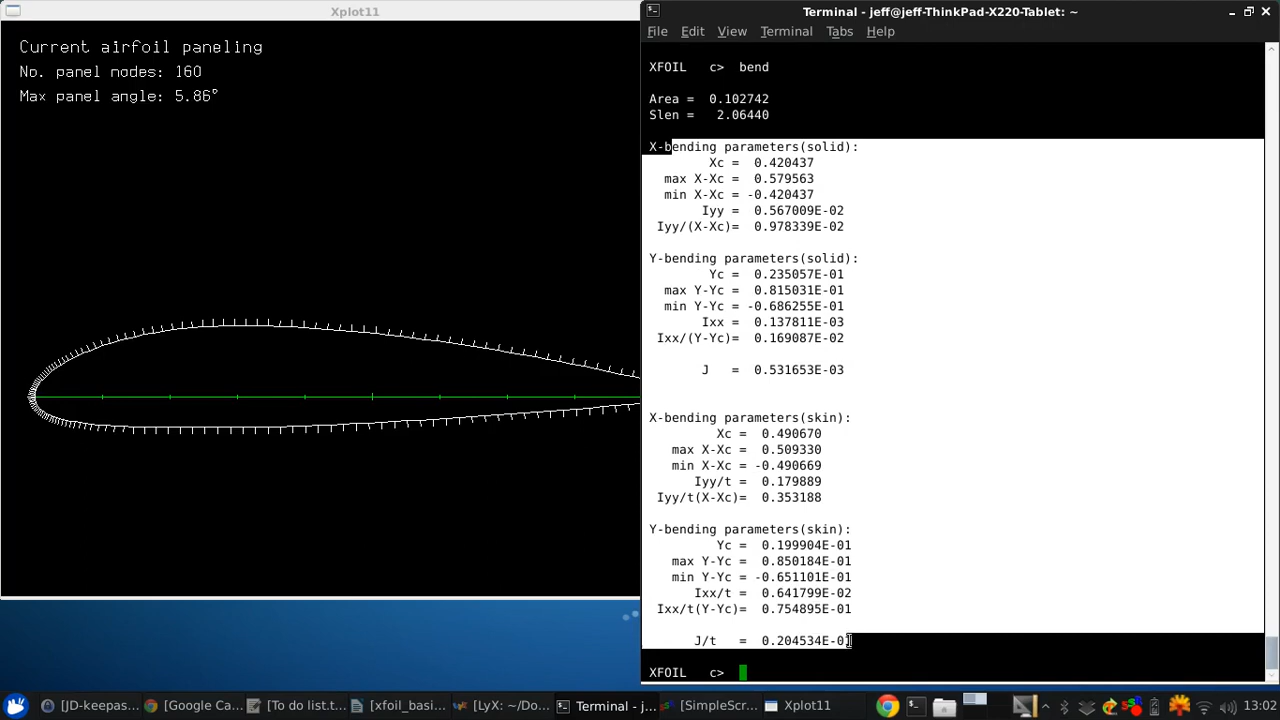 Xplot11
Current airfoil paneling
No. panel nodes: 160
Max panel angle: 5.86°
Terminal - jeff@jeff-ThinkPad-X220-Tablet: ~
File Edit View Terminal Tabs Help
XFOIL c> bend
Area = 0.102742
Slen = 2.06440
X-bending parameters(solid):
Xc = 0.420437
max X-Xc = 0.579563
min X-Xc = -0.420437
Iyy = 0.567009E-02
Iyy/(X-Xc)= 0.978339E-02
Y-bending parameters(solid):
Yc = 0.235057E-01
max Y-Yc = 0.815031E-01
min Y-Yc = -0.686255E-01
Ixx = 0.137811E-03
Ixx/(Y-Yc)= 0.169087E-02
J = 0.531653E-03
X-bending parameters(skin):
Xc = 0.490670
max X-Xc = 0.509330
min X-Xc = -0.490669
Iyy/t = 0.179889
Iyy/t(X-Xc)= 0.353188
Y-bending parameters(skin):
Yc = 0.199904E-01
max Y-Yc = 0.850184E-01
min Y-Yc = -0.651101E-01
Ixx/t = 0.641799E-02
Ixx/t(Y-Yc)= 0.754895E-01
J/t = 0.204534E-01
XFOIL c>
[JD-keepas... [Google Ca... [To do list.t... [xfoil_basi... [LyX: ~/Do... Terminal - j... [SimpleScr... Xplot11 13:02